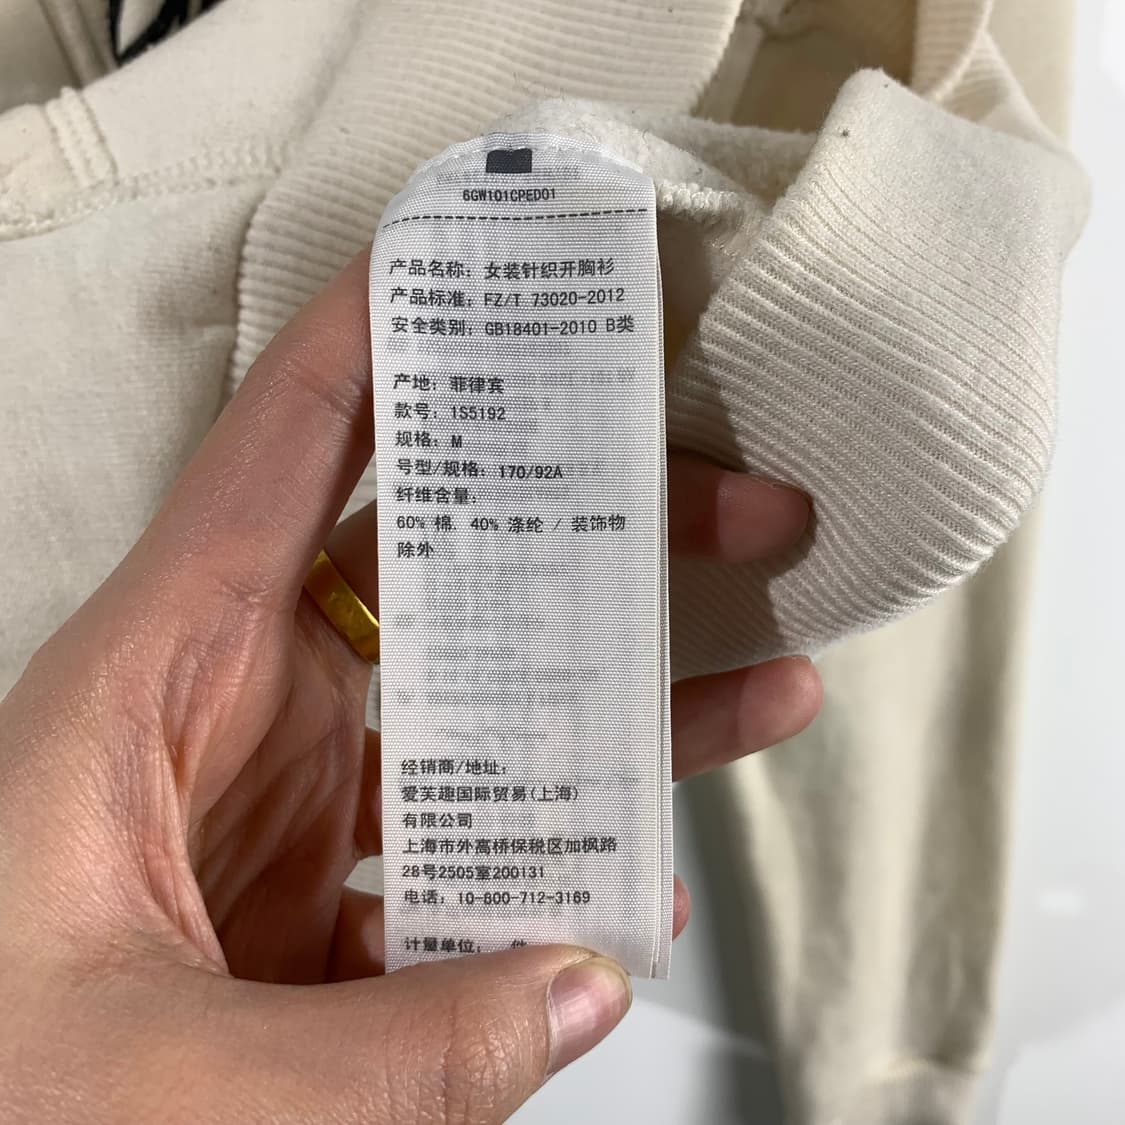 6GW101CPED01
产品名称: 女装针织开胸衫
产品标准: FZ/T 73020-2012
安全类别: GB18401-2010 B类
产地: 菲律宾
款号: 1S5192
规格: M
号型/规格: 170/92A
纤维含量:
60% 棉, 40% 涤纶 / 装饰物
除外
经销商/地址:
爱芙趣国际贸易(上海)
有限公司
上海市外高桥保税区加枫路
28号2505室200131
电话: 10-800-712-3169
计量单位: 件